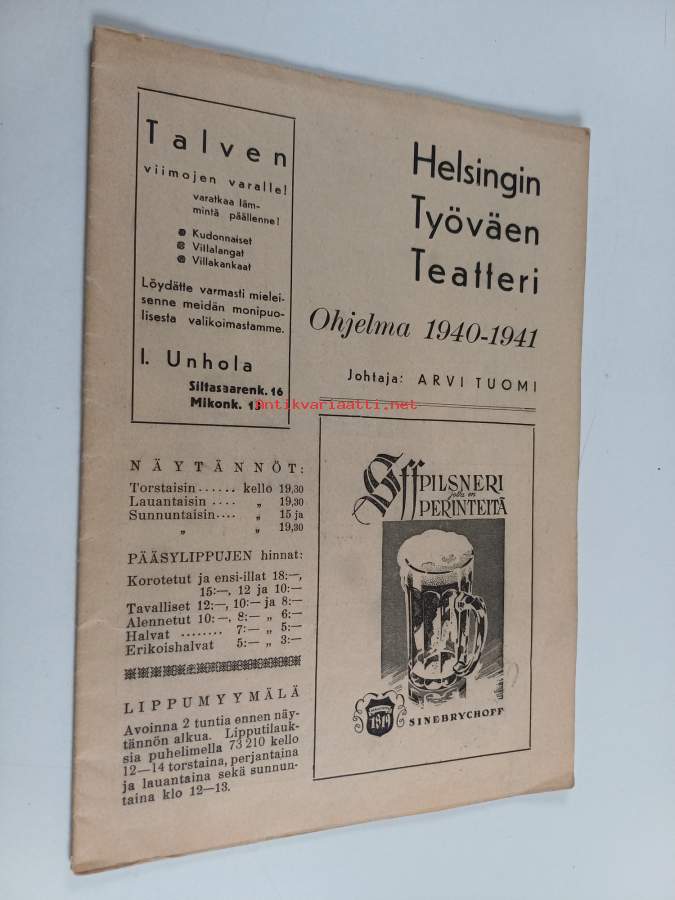 Talven
viimojen varalle!
varatkaa läm-
mintä päällenne!
Kudonnaiset
Villalangat
Villakankaat
Löydätte varmasti mielei-
senne meidän monipuo-
lisesta valikoimastamme.
I. Unhola
Siltasaarenk. 16
Mikonk. 13
Helsingin
Työväen
Teatteri
Ohjelma 1940-1941
Johtaja: ARVI TUOMI
Antikvariaatti.net
NÄYTÄNNÖT:
Torstaisin ...... kello 19,30
Lauantaisin .... „ 19,30
Sunnuntaisin .... „ 15 ja
„ „ 19,30
PÄÄSYLIPPUJEN hinnat:
Korotetut ja ensi-illat 18:—,
15:—, 12 ja 10:—
Tavalliset 12:—, 10:— ja 8:—
Alennetut 10:—, 8:— „ 6:—
Halvat ........ 7:— „ 5:—
Erikoishalvat 5:— „ 3:—
LIPPUMYYMÄLÄ
Avoinna 2 tuntia ennen näy-
tännön alkua. Lipputilauk-
sia puhelimella 73 210 kello
12—14 torstaina, perjantaina
ja lauantaina sekä sunnun-
taina klo 12—13.
Sff PILSNERI
jolla on
PERINTEITÄ
1819
SINEBRYCHOFF